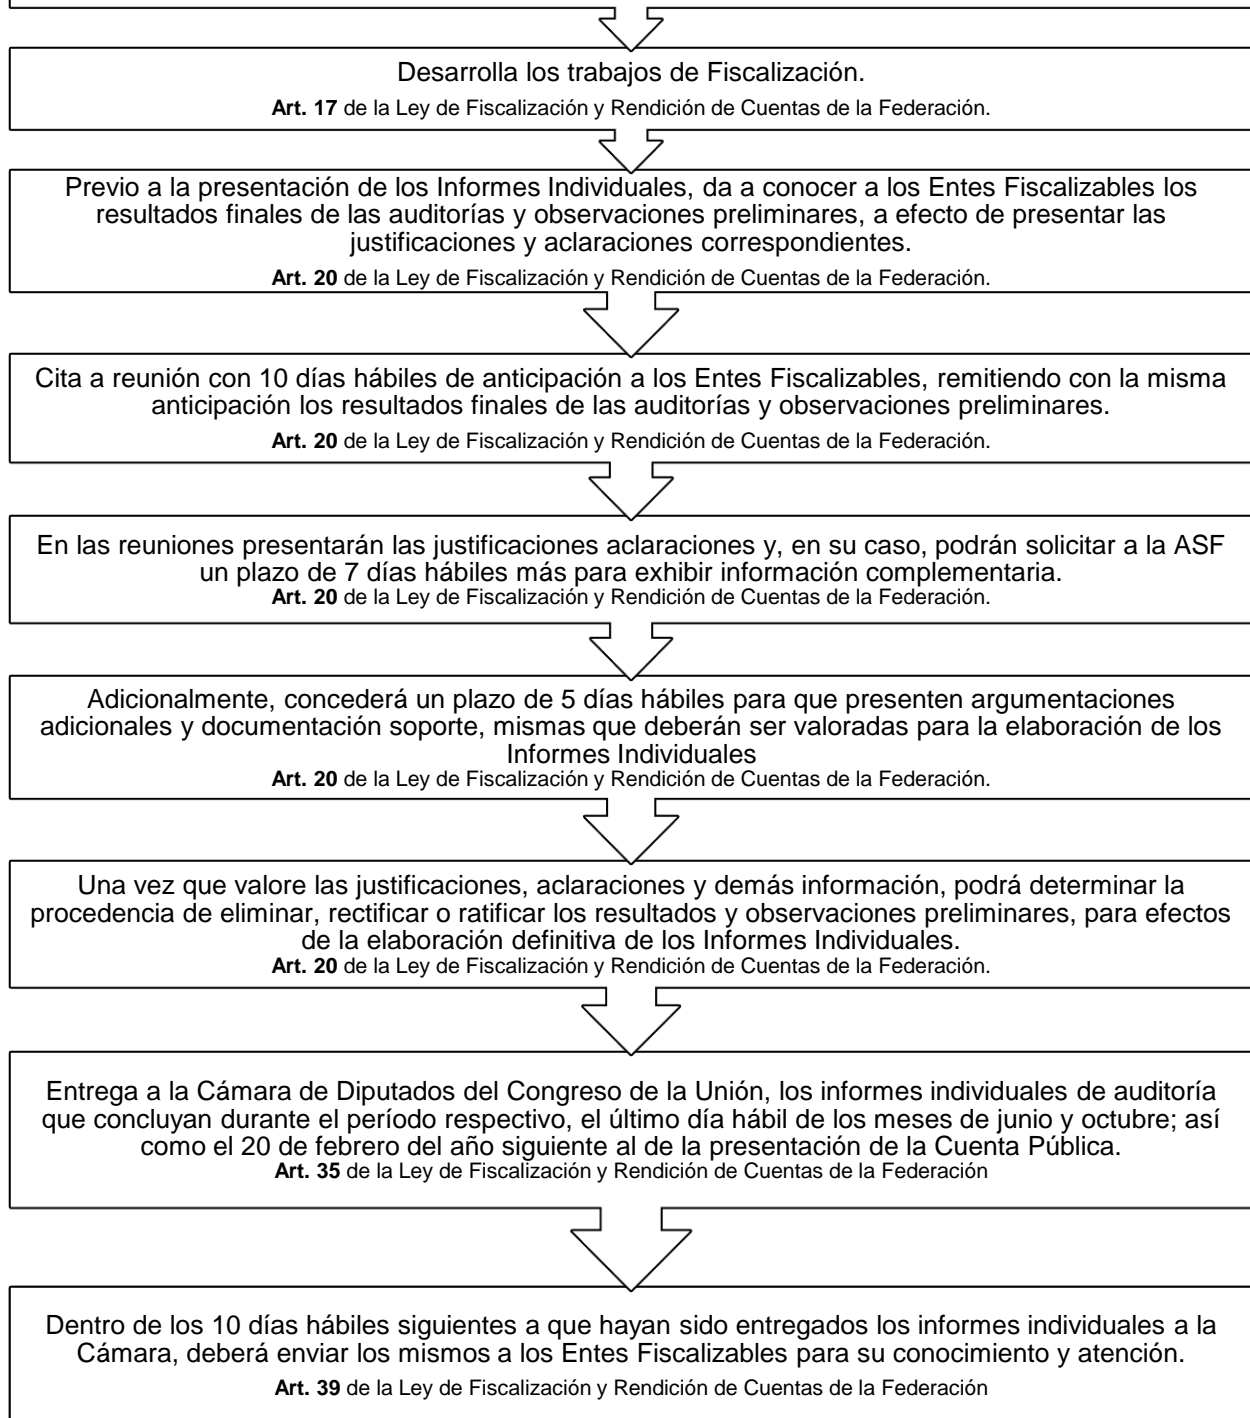 Desarrolla los trabajos de Fiscalización.
Art. 17 de la Ley de Fiscalización y Rendición de Cuentas de la Federación.
Previo a la presentación de los Informes Individuales, da a conocer a los Entes Fiscalizables los
resultados finales de las auditorías y observaciones preliminares, a efecto de presentar las
justificaciones y aclaraciones correspondientes.
Art. 20 de la Ley de Fiscalización y Rendición de Cuentas de la Federación.
Cita a reunión con 10 días hábiles de anticipación a los Entes Fiscalizables, remitiendo con la misma
anticipación los resultados finales de las auditorías y observaciones preliminares.
Art. 20 de la Ley de Fiscalización y Rendición de Cuentas de la Federación.
En las reuniones presentarán las justificaciones aclaraciones y, en su caso, podrán solicitar a la ASF
un plazo de 7 días hábiles más para exhibir información complementaria.
Art. 20 de la Ley de Fiscalización y Rendición de Cuentas de la Federación.
Adicionalmente, concederá un plazo de 5 días hábiles para que presenten argumentaciones
adicionales y documentación soporte, mismas que deberán ser valoradas para la elaboración de los
Informes Individuales
Art. 20 de la Ley de Fiscalización y Rendición de Cuentas de la Federación.
Una vez que valore las justificaciones, aclaraciones y demás información, podrá determinar la
procedencia de eliminar, rectificar o ratificar los resultados y observaciones preliminares, para efectos
de la elaboración definitiva de los Informes Individuales.
Art. 20 de la Ley de Fiscalización y Rendición de Cuentas de la Federación.
Entrega a la Cámara de Diputados del Congreso de la Unión, los informes individuales de auditoría
que concluyan durante el período respectivo, el último día hábil de los meses de junio y octubre; así
como el 20 de febrero del año siguiente al de la presentación de la Cuenta Pública.
Art. 35 de la Ley de Fiscalización y Rendición de Cuentas de la Federación
Dentro de los 10 días hábiles siguientes a que hayan sido entregados los informes individuales a la
Cámara, deberá enviar los mismos a los Entes Fiscalizables para su conocimiento y atención.
Art. 39 de la Ley de Fiscalización y Rendición de Cuentas de la Federación